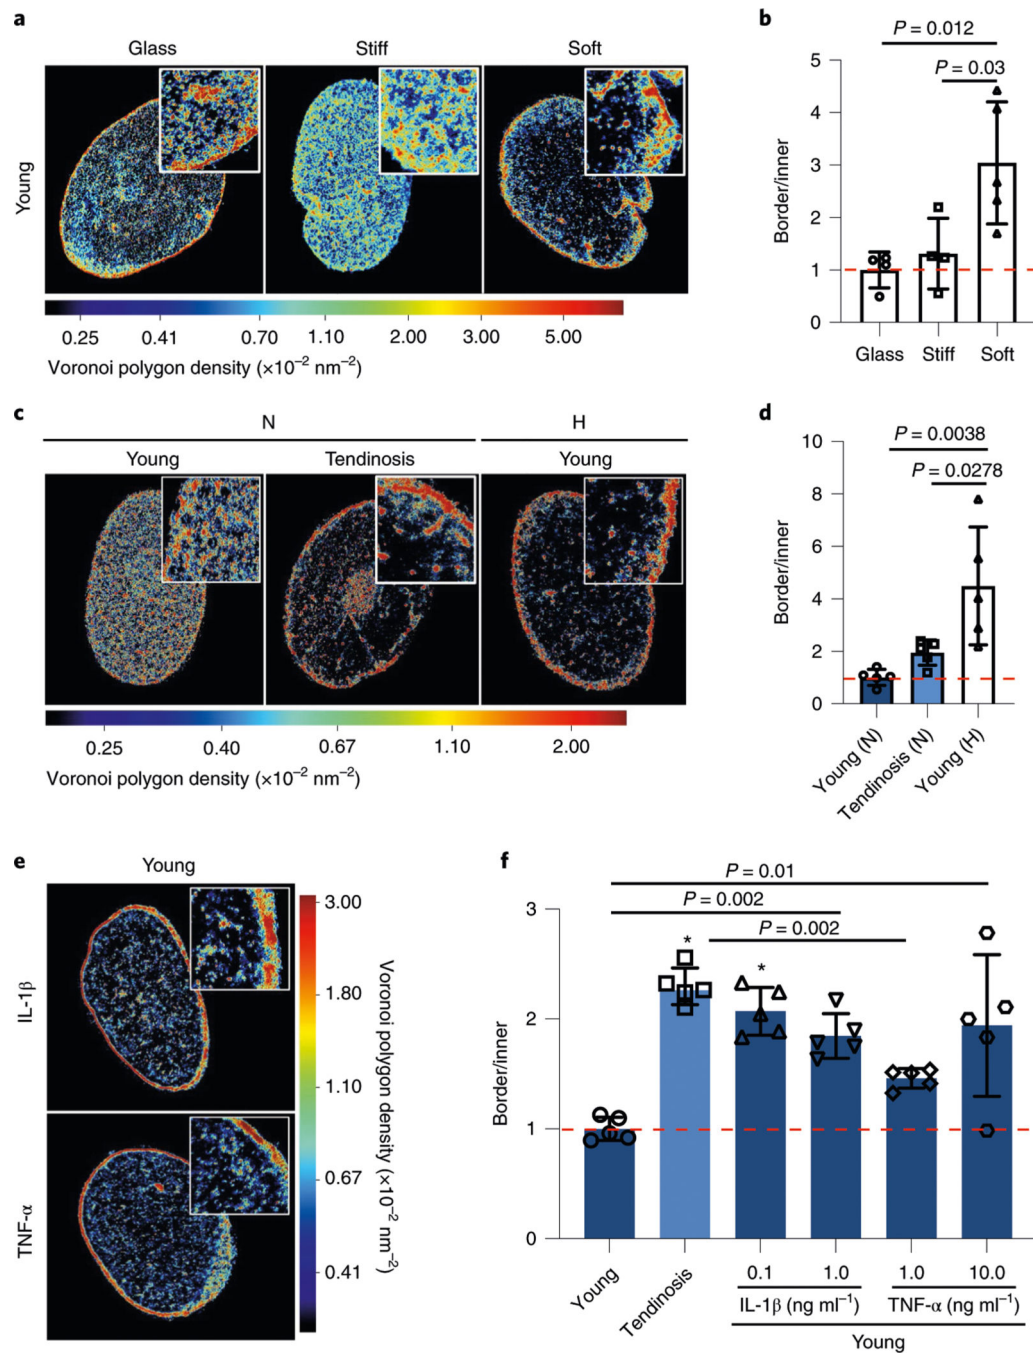 a
Glass
Stiff
Soft
Young
0.25
0.41
0.70
1.10
2.00
3.00
5.00
Voronoi polygon density (×10⁻² nm⁻²)
b
P = 0.012
P = 0.03
5
4
3
2
1
0
Border/inner
Glass
Stiff
Soft
c
N
H
Young
Tendinosis
Young
0.25
0.40
0.67
1.10
2.00
Voronoi polygon density (×10⁻² nm⁻²)
d
P = 0.0038
P = 0.0278
10
8
6
4
2
0
Border/inner
Young (N)
Tendinosis (N)
Young (H)
e
Young
IL-1β
TNF-α
3.00
1.80
1.10
0.67
0.41
Voronoi polygon density (×10⁻² nm⁻²)
f
P = 0.01
P = 0.002
P = 0.002
*
*
3
2
1
0
Border/inner
Young
Tendinosis
0.1
1.0
1.0
10.0
IL-1β (ng ml⁻¹)
TNF-α (ng ml⁻¹)
Young